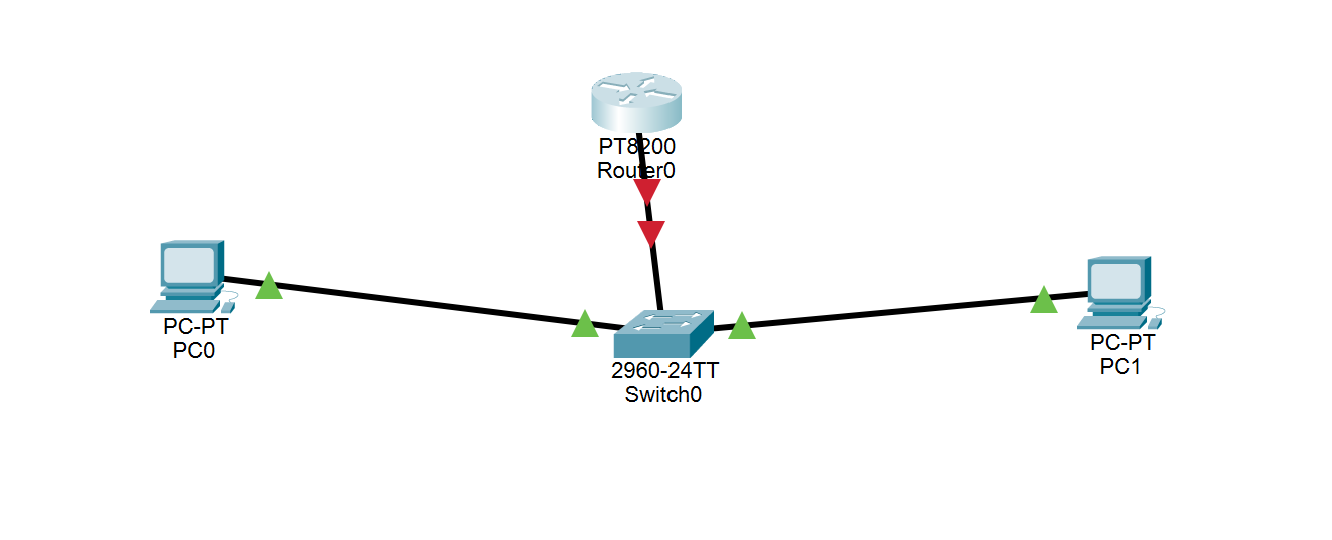 PT8200
Router0
PC-PT
PC0
2960-24TT
Switch0
PC-PT
PC1